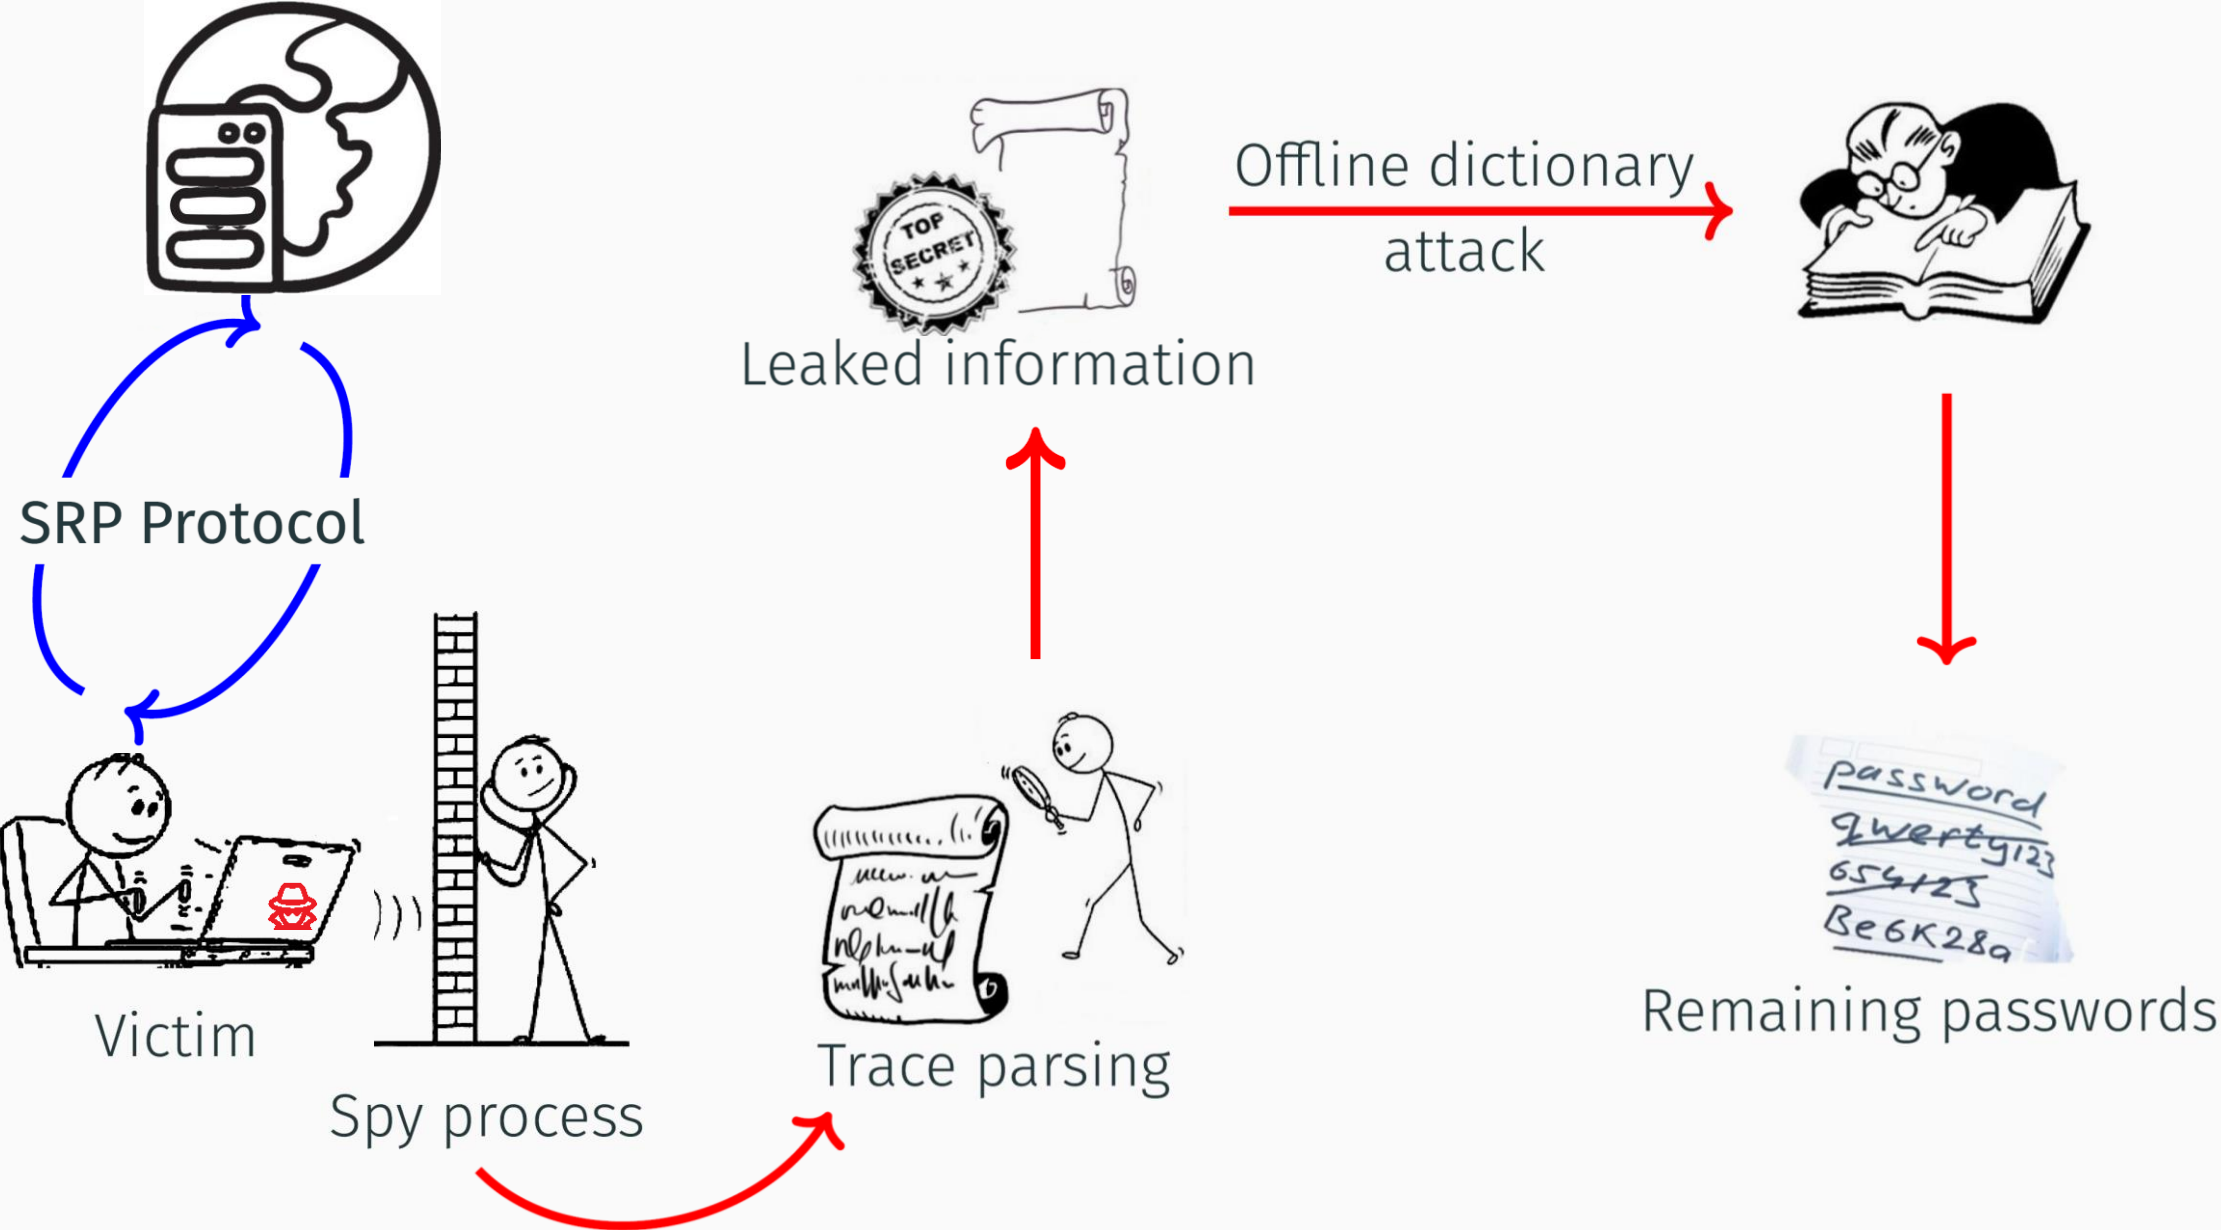 TOP
SECRET
Offline dictionary
attack
Leaked information
SRP Protocol
password
qwerty123
654123
Be6K28a
Victim
Remaining passwords
Trace parsing
Spy process